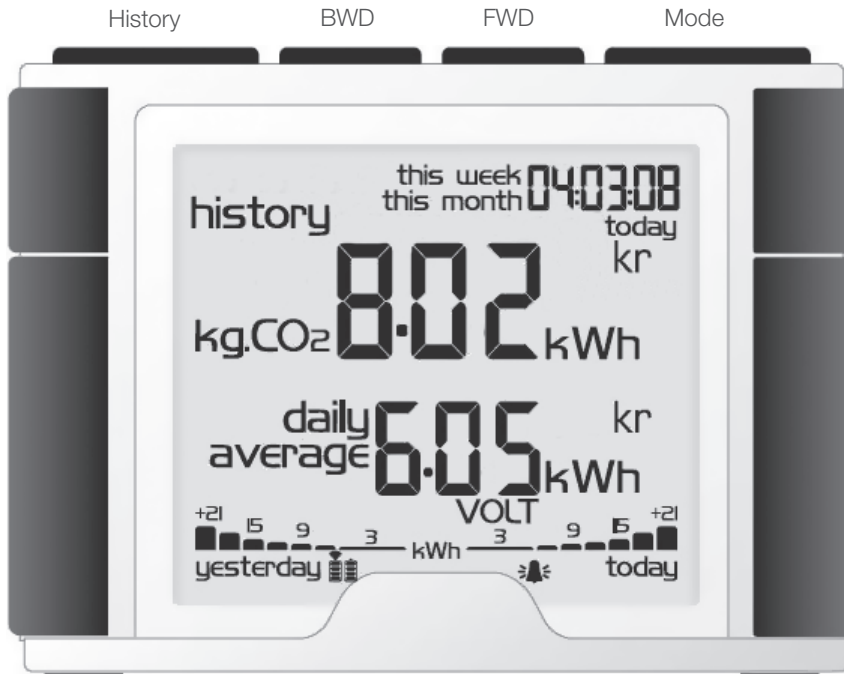 History BWD FWD Mode
this week 04:03:08
this month
history
today
kr
8.02
kg.CO2 kWh
daily kr
average 6.05 kWh
VOLT
+21 15 9 3 kWh 3 9 15 +21
yesterday today